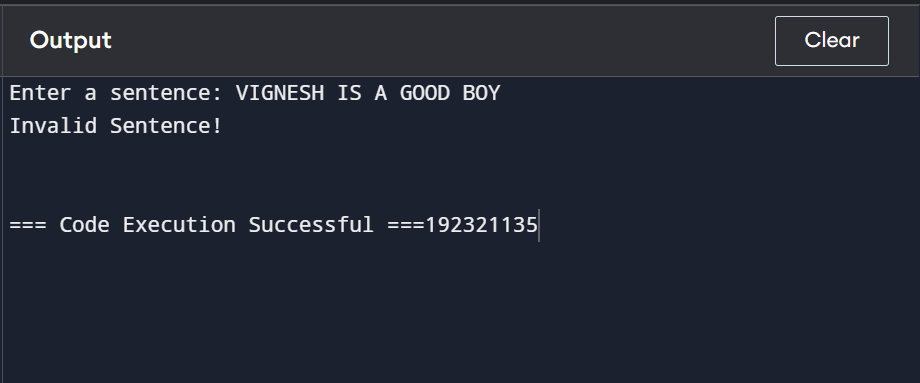 Output
Clear
Enter a sentence: VIGNESH IS A GOOD BOY
Invalid Sentence!
=== Code Execution Successful ===192321135